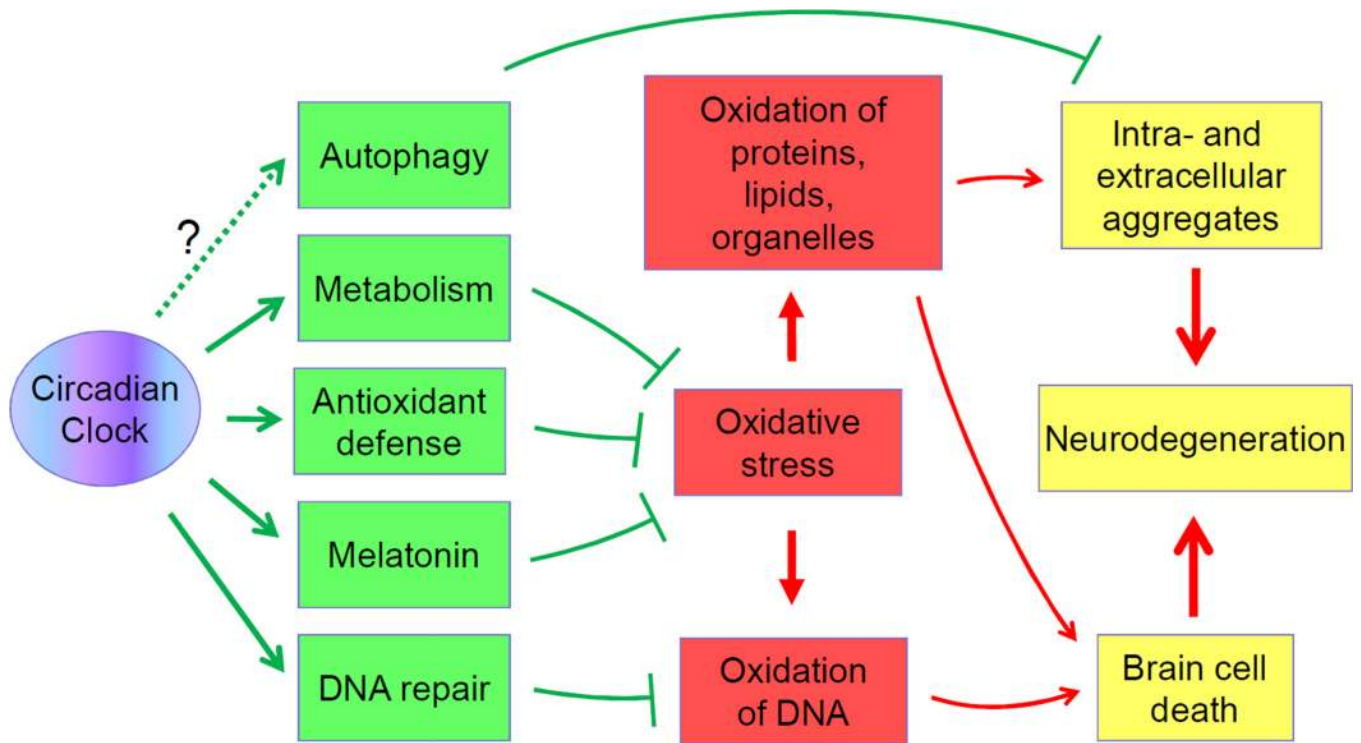 Autophagy
?
Metabolism
Circadian
Clock
Antioxidant
defense
Melatonin
DNA repair
Oxidation of
proteins,
lipids,
organelles
Oxidative
stress
Oxidation
of DNA
Intra- and
extracellular
aggregates
Neurodegeneration
Brain cell
death